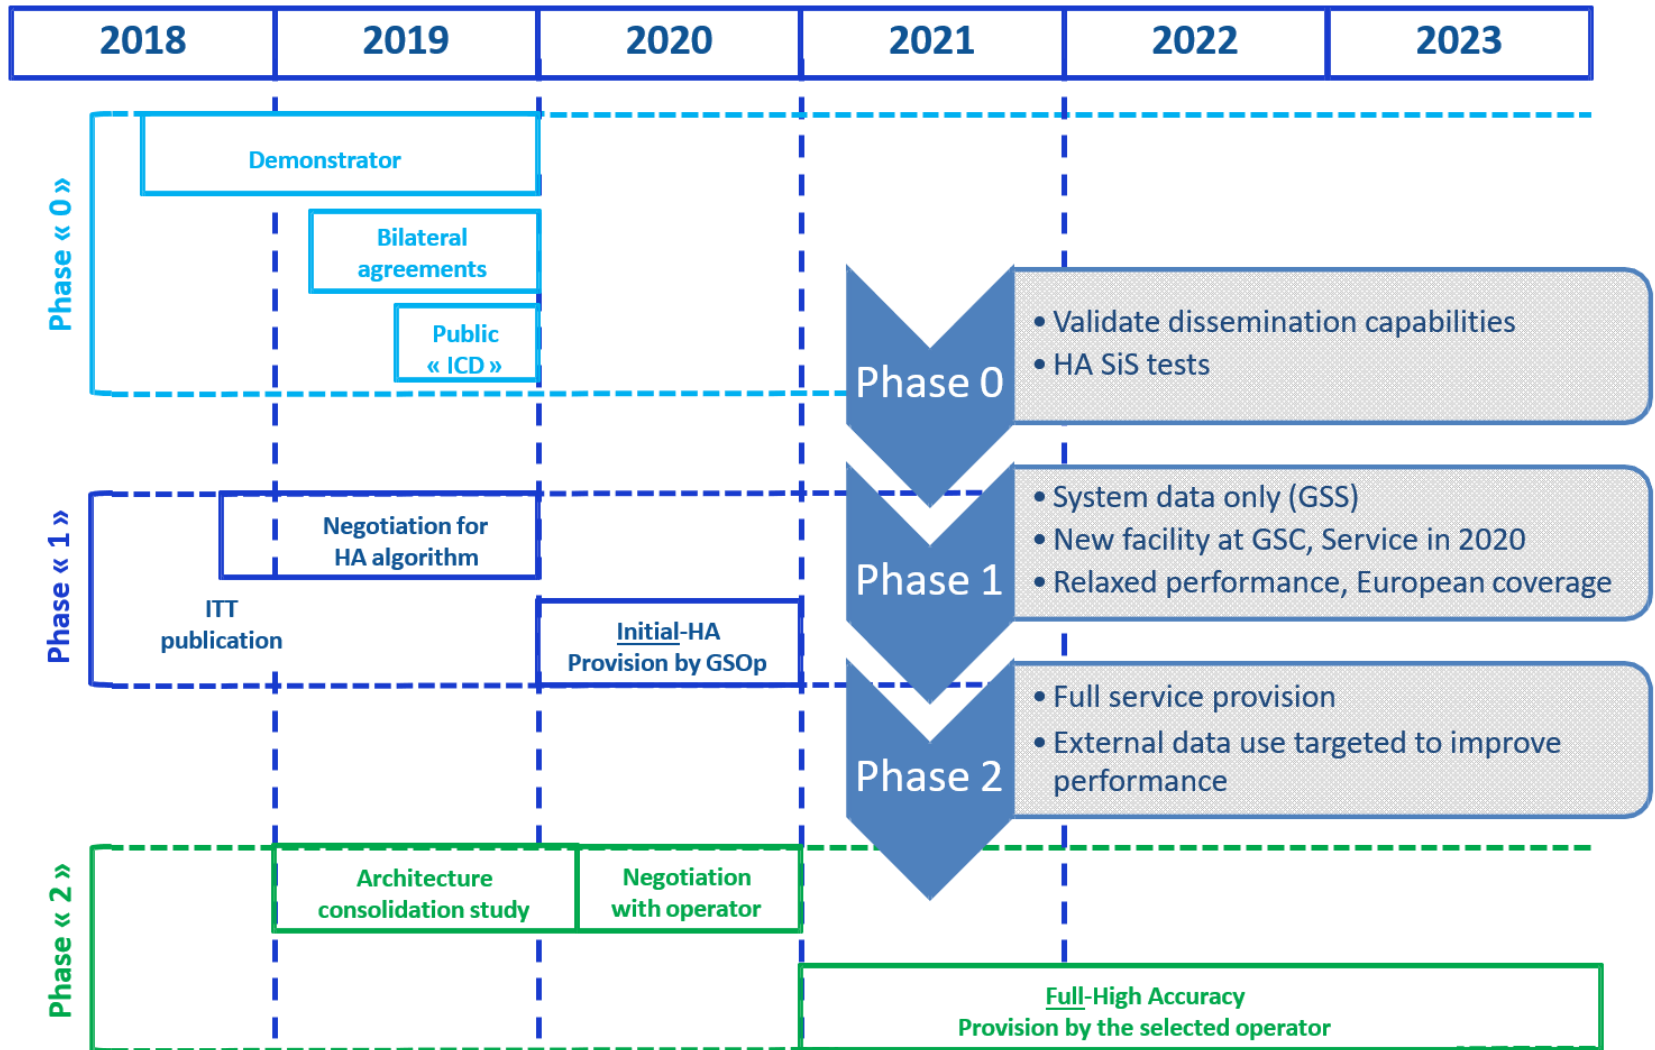 2018 2019 2020 2021 2022 2023
Phase « 0 »
Demonstrator
Bilateral
agreements
Public
« ICD »
Phase 0
• Validate dissemination capabilities
• HA SiS tests
Phase « 1 »
Negotiation for
HA algorithm
ITT
publication
Initial-HA
Provision by GSOp
Phase 1
• System data only (GSS)
• New facility at GSC, Service in 2020
• Relaxed performance, European coverage
Phase 2
• Full service provision
• External data use targeted to improve
performance
Phase « 2 »
Architecture
consolidation study
Negotiation
with operator
Full-High Accuracy
Provision by the selected operator